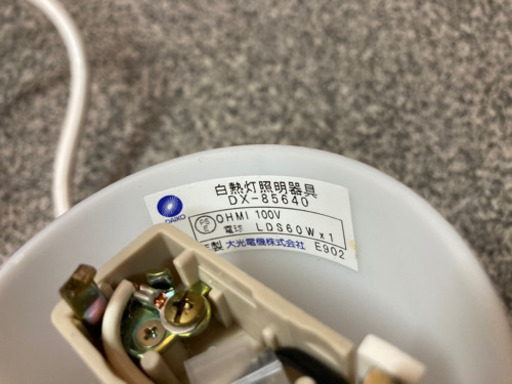 白熱灯照明器具
DAIKO
DX-85640
OHMI 100V
電球 LDS60W×1
製 大光電機株式会社 E902